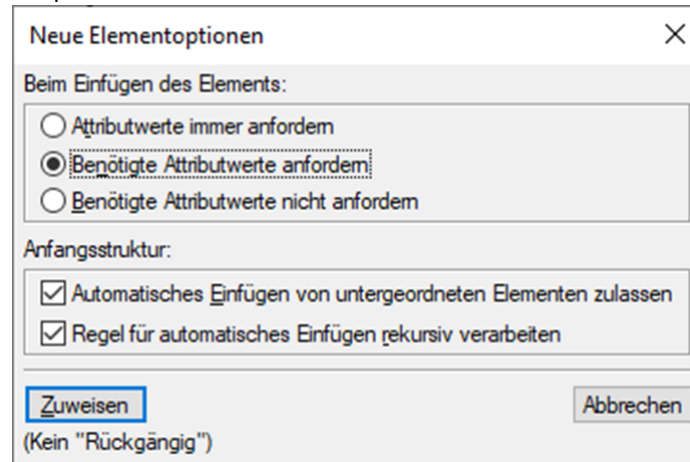 Neue Elementoptionen
Beim Einfügen des Elements:
Attributwerte immer anfordern
Benötigte Attributwerte anfordern
Benötigte Attributwerte nicht anfordern
Anfangsstruktur:
Automatisches Einfügen von untergeordneten Elementen zulassen
Regel für automatisches Einfügen rekursiv verarbeiten
Zuweisen Abbrechen
(Kein "Rückgängig")